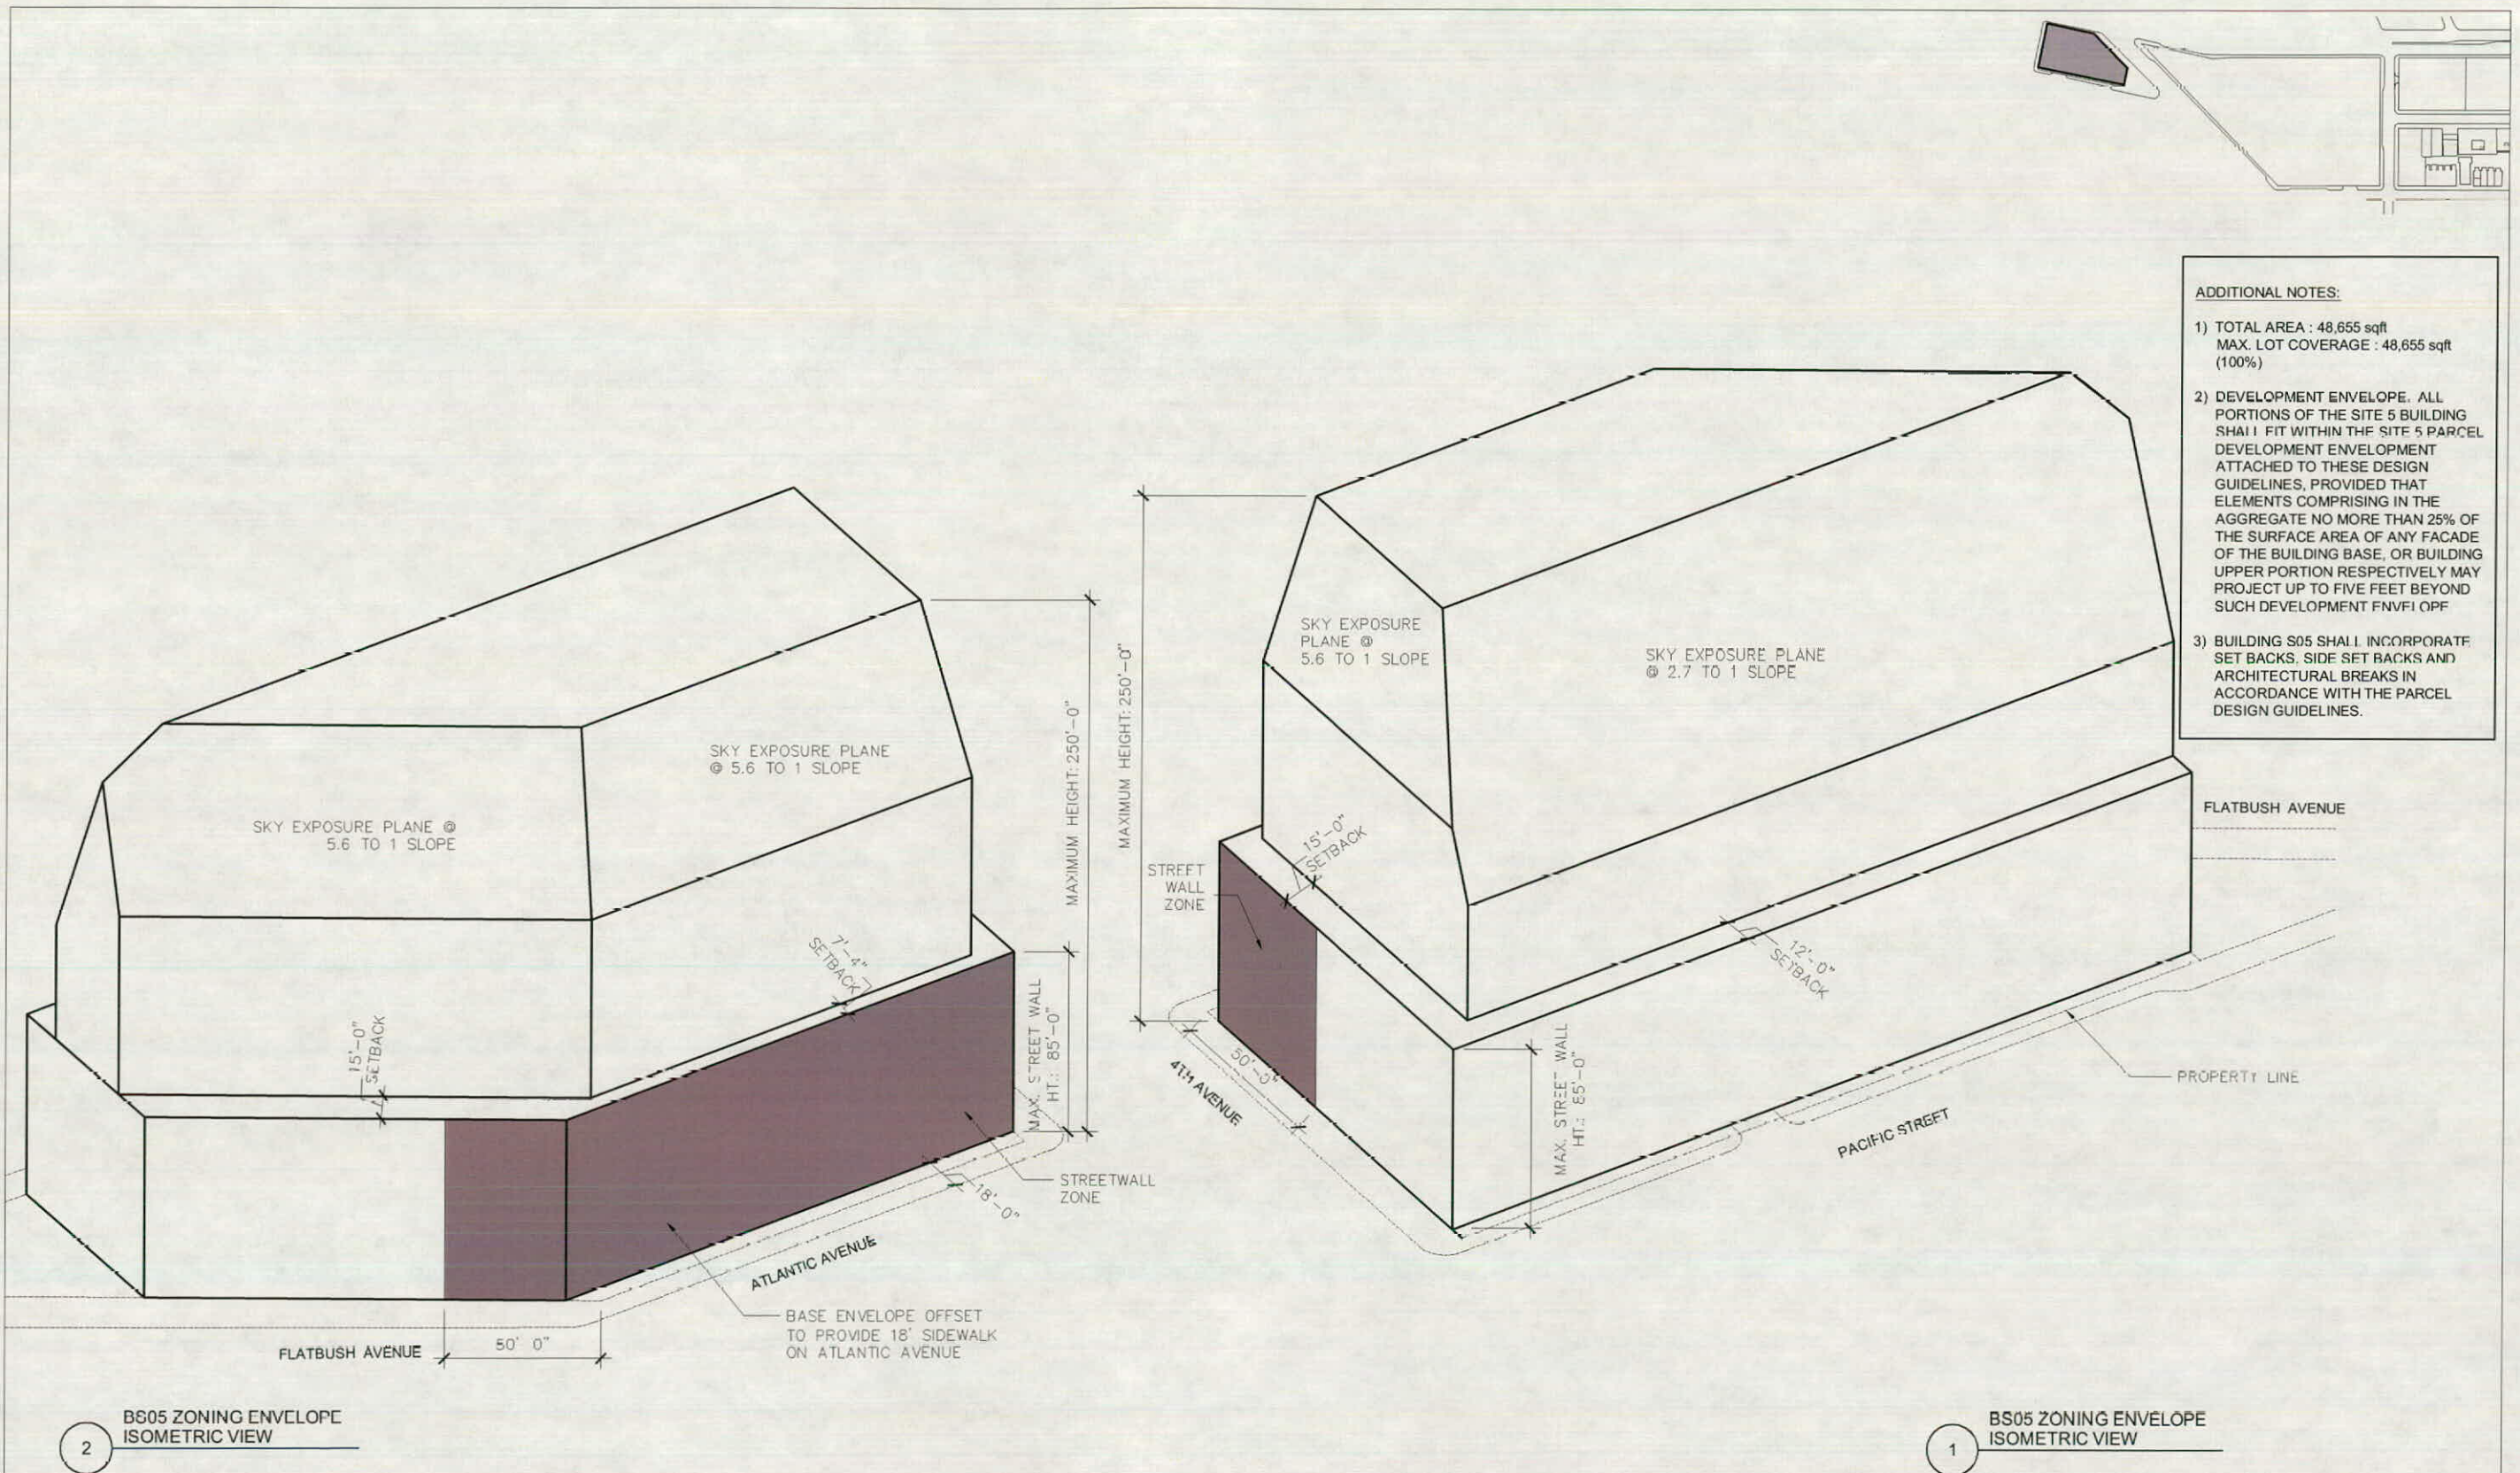 ADDITIONAL NOTES:
1) TOTAL AREA : 48,655 sqft
MAX. LOT COVERAGE : 48,655 sqft
(100%)
2) DEVELOPMENT ENVELOPE. ALL
PORTIONS OF THE SITE 5 BUILDING
SHALL FIT WITHIN THE SITE 5 PARCEL
DEVELOPMENT ENVELOPMENT
ATTACHED TO THESE DESIGN
GUIDELINES, PROVIDED THAT
ELEMENTS COMPRISING IN THE
AGGREGATE NO MORE THAN 25% OF
THE SURFACE AREA OF ANY FACADE
OF THE BUILDING BASE, OR BUILDING
UPPER PORTION RESPECTIVELY MAY
PROJECT UP TO FIVE FEET BEYOND
SUCH DEVELOPMENT ENVELOPE
3) BUILDING S05 SHALL INCORPORATE
SET BACKS, SIDE SET BACKS AND
ARCHITECTURAL BREAKS IN
ACCORDANCE WITH THE PARCEL
DESIGN GUIDELINES.
SKY EXPOSURE PLANE @
5.6 TO 1 SLOPE
SKY EXPOSURE PLANE
@ 5.6 TO 1 SLOPE
MAXIMUM HEIGHT: 250'-0"
7'-4"
SETBACK
15'-0"
SETBACK
MAX. STREET WALL
HT.: 85'-0"
STREETWALL
ZONE
18'-0"
ATLANTIC AVENUE
BASE ENVELOPE OFFSET
TO PROVIDE 18' SIDEWALK
ON ATLANTIC AVENUE
FLATBUSH AVENUE
50' 0"
2
BS05 ZONING ENVELOPE
ISOMETRIC VIEW
MAXIMUM HEIGHT: 250'-0"
SKY EXPOSURE
PLANE @
5.6 TO 1 SLOPE
SKY EXPOSURE PLANE
@ 2.7 TO 1 SLOPE
FLATBUSH AVENUE
15'-0"
SETBACK
STREET
WALL
ZONE
12'-0"
SETBACK
50'-0"
4TH AVENUE
MAX. STREET WALL
HT.: 85'-0"
PROPERTY LINE
PACIFIC STREET
1
BS05 ZONING ENVELOPE
ISOMETRIC VIEW